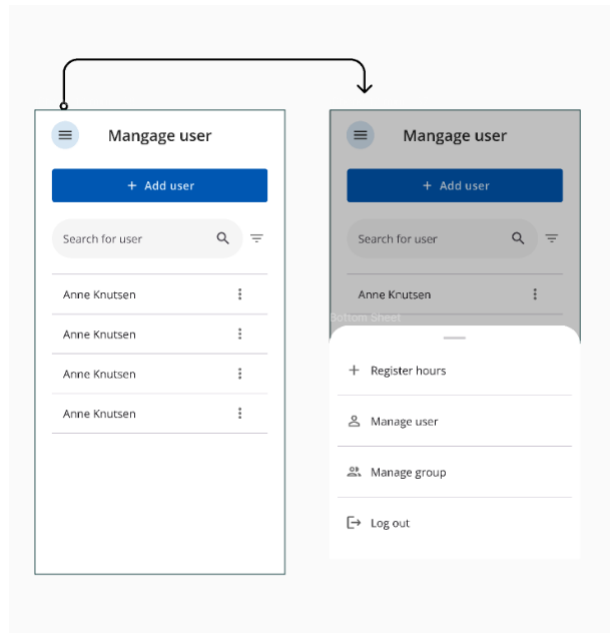 Mangage user
+ Add user
Search for user
Anne Knutsen
Anne Knutsen
Anne Knutsen
Anne Knutsen
Mangage user
+ Add user
Search for user
Anne Knutsen
Bottom Sheet
+ Register hours
Manage user
Manage group
Log out